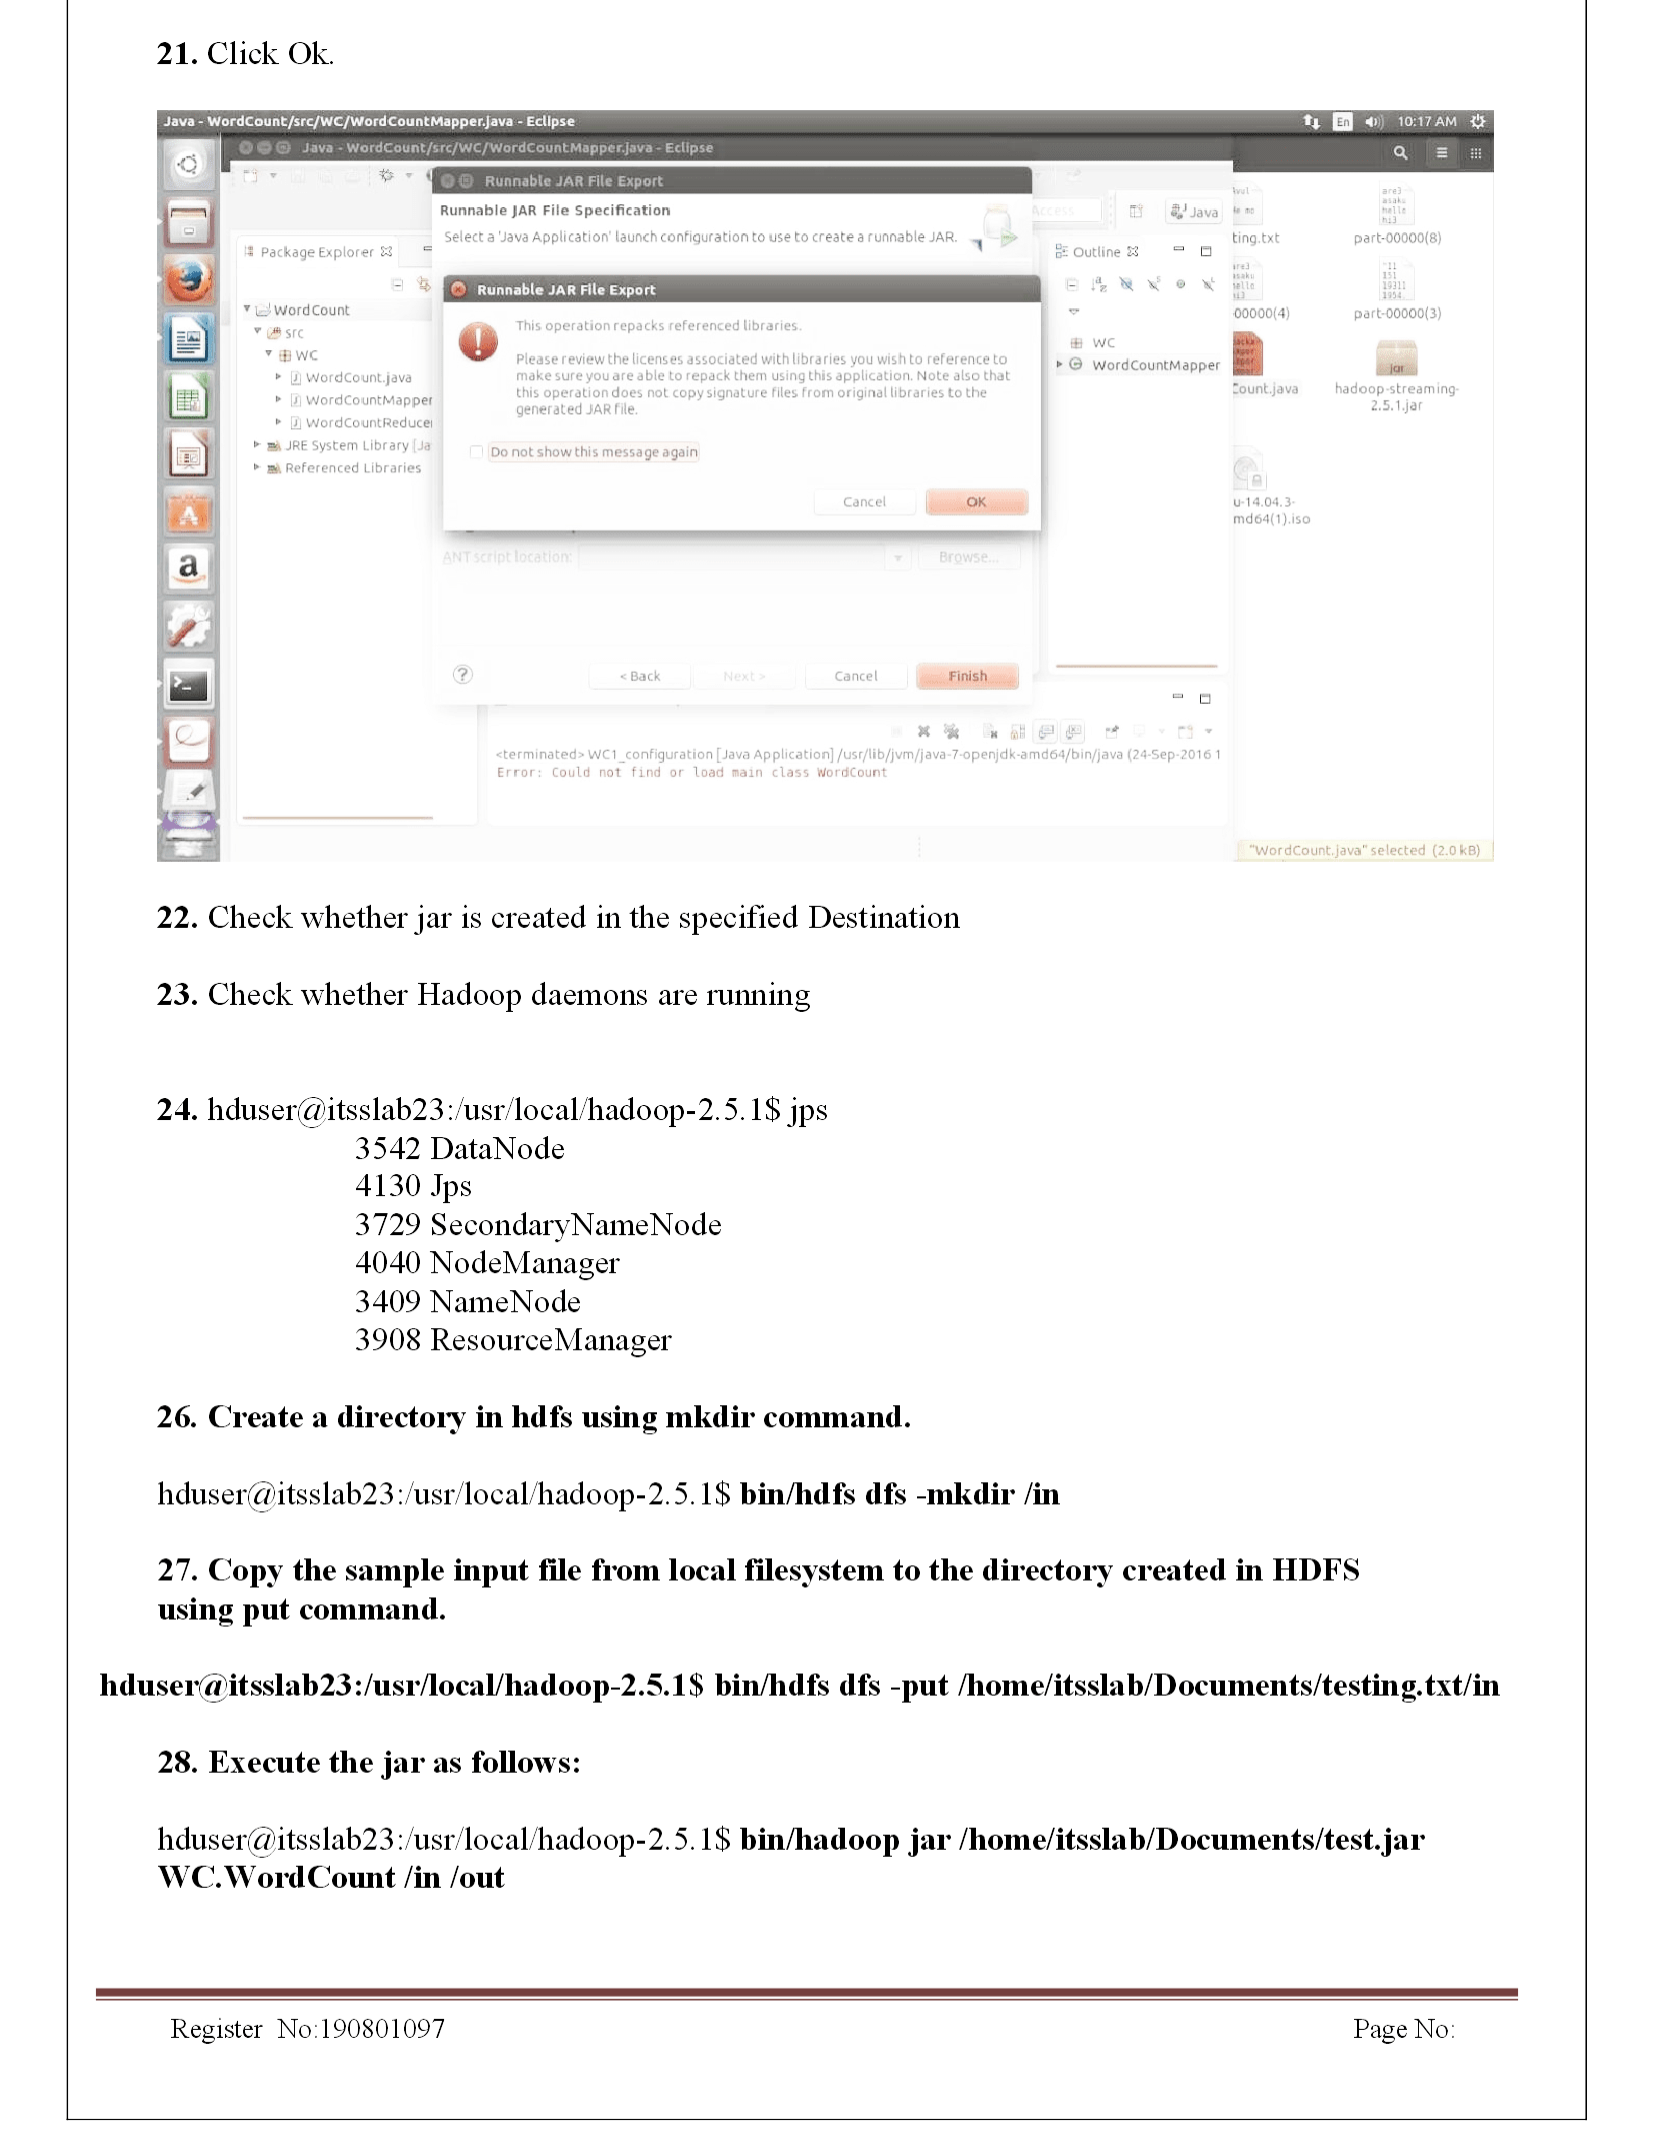 21. Click Ok.
Java - WordCount/src/WC/WordCountMapper.java - Eclipse
En
10:17 AM
Java - WordCount/src/WC/WordCountMapper.java - Eclipse
Runnable JAR File Export
Runnable JAR File Specification
Select a 'Java Application' launch configuration to use to create a runnable JAR.
Access
Java
Package Explorer
Outline
ting.txt
part-00000(8)
Runnable JAR File Export
WordCount
src
WC
WordCount.java
WordCountMapper
WordCountReducer
JRE System Library [Ja
Referenced Libraries
This operation repacks referenced libraries.
Please review the licenses associated with libraries you wish to reference to
make sure you are able to repack them using this application. Note also that
this operation does not copy signature files from original libraries to the
generated JAR file.
Do not show this message again
Cancel
OK
WC
WordCountMapper
00000(4)
part-00000(3)
Count.java
jar
hadoop-streaming-
2.5.1.jar
u-14.04.3-
md64(1).iso
ANT script location:
Browse...
< Back
Next >
Cancel
Finish
<terminated> WC1_configuration [Java Application] /usr/lib/jvm/java-7-openjdk-amd64/bin/java (24-Sep-2016 1
Error: Could not find or load main class WordCount
"WordCount.java" selected (2.0 kB)
22. Check whether jar is created in the specified Destination
23. Check whether Hadoop daemons are running
24. hduser@itsslab23:/usr/local/hadoop-2.5.1$ jps
3542 DataNode
4130 Jps
3729 SecondaryNameNode
4040 NodeManager
3409 NameNode
3908 ResourceManager
26. Create a directory in hdfs using mkdir command.
hduser@itsslab23:/usr/local/hadoop-2.5.1$ bin/hdfs dfs -mkdir /in
27. Copy the sample input file from local filesystem to the directory created in HDFS
using put command.
hduser@itsslab23:/usr/local/hadoop-2.5.1$ bin/hdfs dfs -put /home/itsslab/Documents/testing.txt/in
28. Execute the jar as follows:
hduser@itsslab23:/usr/local/hadoop-2.5.1$ bin/hadoop jar /home/itsslab/Documents/test.jar
WC.WordCount /in /out
Register No:190801097
Page No: